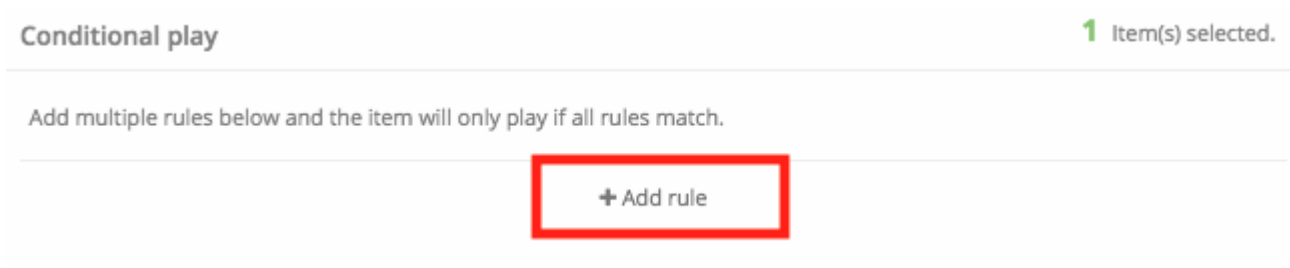 Conditional play
1 Item(s) selected.
Add multiple rules below and the item will only play if all rules match.
+ Add rule